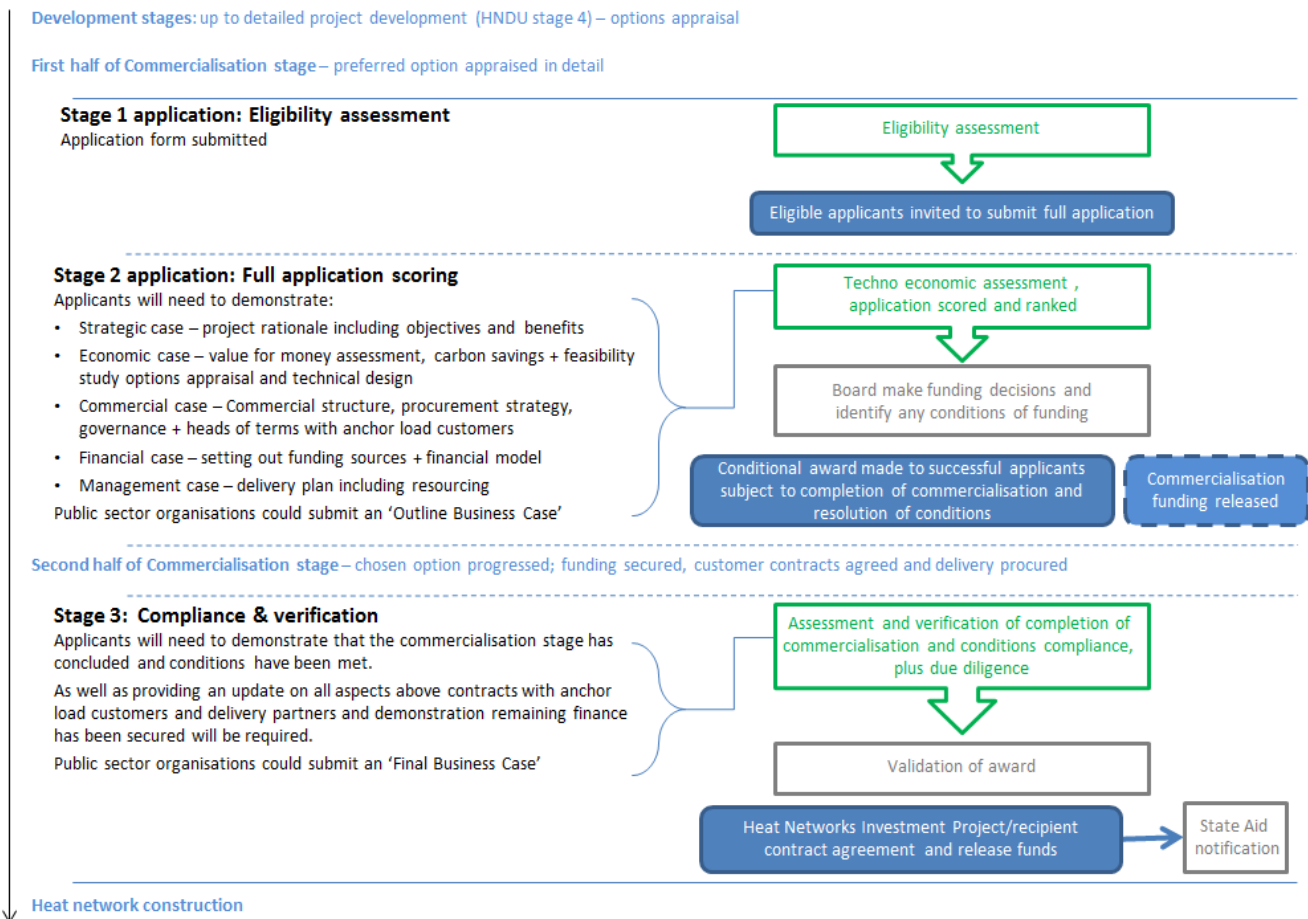 Development stages: up to detailed project development (HNDU stage 4) – options appraisal
First half of Commercialisation stage – preferred option appraised in detail
Stage 1 application: Eligibility assessment
Application form submitted
Eligibility assessment
Eligible applicants invited to submit full application
Stage 2 application: Full application scoring
Applicants will need to demonstrate:
• Strategic case – project rationale including objectives and benefits
• Economic case – value for money assessment, carbon savings + feasibility
study options appraisal and technical design
• Commercial case – Commercial structure, procurement strategy,
governance + heads of terms with anchor load customers
• Financial case – setting out funding sources + financial model
• Management case – delivery plan including resourcing
Public sector organisations could submit an ‘Outline Business Case’
Techno economic assessment ,
application scored and ranked
Board make funding decisions and
identify any conditions of funding
Conditional award made to successful applicants
subject to completion of commercialisation and
resolution of conditions
Commercialisation
funding released
Second half of Commercialisation stage – chosen option progressed; funding secured, customer contracts agreed and delivery procured
Stage 3: Compliance & verification
Applicants will need to demonstrate that the commercialisation stage has
concluded and conditions have been met.
As well as providing an update on all aspects above contracts with anchor
load customers and delivery partners and demonstration remaining finance
has been secured will be required.
Public sector organisations could submit an ‘Final Business Case’
Assessment and verification of completion of
commercialisation and conditions compliance,
plus due diligence
Validation of award
Heat Networks Investment Project/recipient
contract agreement and release funds
State Aid
notification
Heat network construction